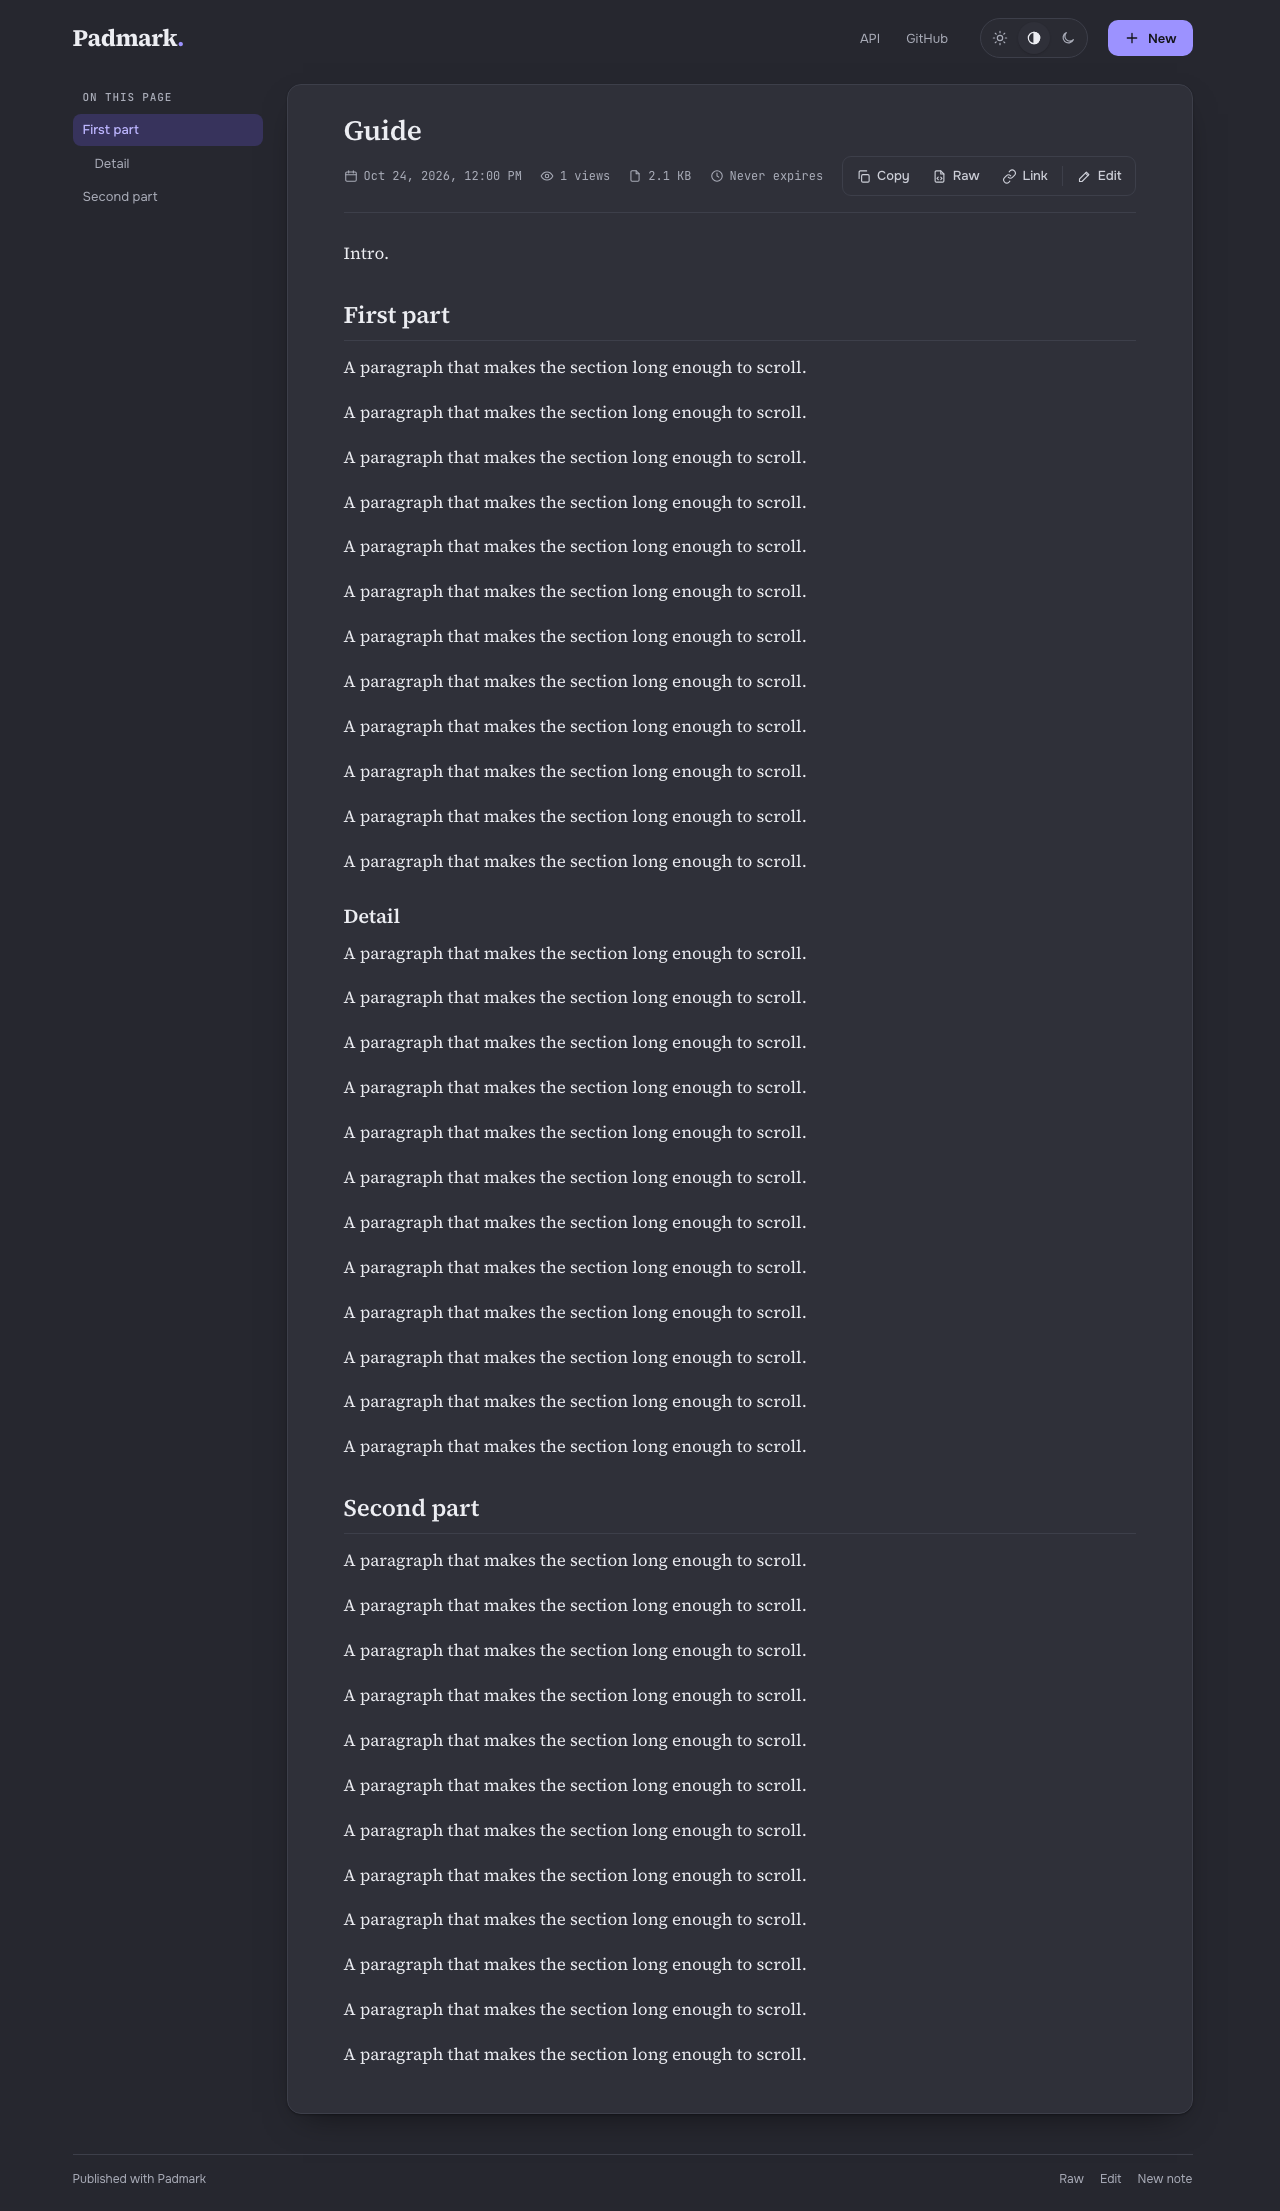 Padmark.
API GitHub New
ON THIS PAGE
First part
Detail
Second part
Guide
Oct 24, 2026, 12:00 PM 1 views 2.1 KB Never expires Copy Raw Link Edit
Intro.
First part
A paragraph that makes the section long enough to scroll.
A paragraph that makes the section long enough to scroll.
A paragraph that makes the section long enough to scroll.
A paragraph that makes the section long enough to scroll.
A paragraph that makes the section long enough to scroll.
A paragraph that makes the section long enough to scroll.
A paragraph that makes the section long enough to scroll.
A paragraph that makes the section long enough to scroll.
A paragraph that makes the section long enough to scroll.
A paragraph that makes the section long enough to scroll.
A paragraph that makes the section long enough to scroll.
A paragraph that makes the section long enough to scroll.
Detail
A paragraph that makes the section long enough to scroll.
A paragraph that makes the section long enough to scroll.
A paragraph that makes the section long enough to scroll.
A paragraph that makes the section long enough to scroll.
A paragraph that makes the section long enough to scroll.
A paragraph that makes the section long enough to scroll.
A paragraph that makes the section long enough to scroll.
A paragraph that makes the section long enough to scroll.
A paragraph that makes the section long enough to scroll.
A paragraph that makes the section long enough to scroll.
A paragraph that makes the section long enough to scroll.
A paragraph that makes the section long enough to scroll.
Second part
A paragraph that makes the section long enough to scroll.
A paragraph that makes the section long enough to scroll.
A paragraph that makes the section long enough to scroll.
A paragraph that makes the section long enough to scroll.
A paragraph that makes the section long enough to scroll.
A paragraph that makes the section long enough to scroll.
A paragraph that makes the section long enough to scroll.
A paragraph that makes the section long enough to scroll.
A paragraph that makes the section long enough to scroll.
A paragraph that makes the section long enough to scroll.
A paragraph that makes the section long enough to scroll.
A paragraph that makes the section long enough to scroll.
Published with Padmark Raw Edit New note